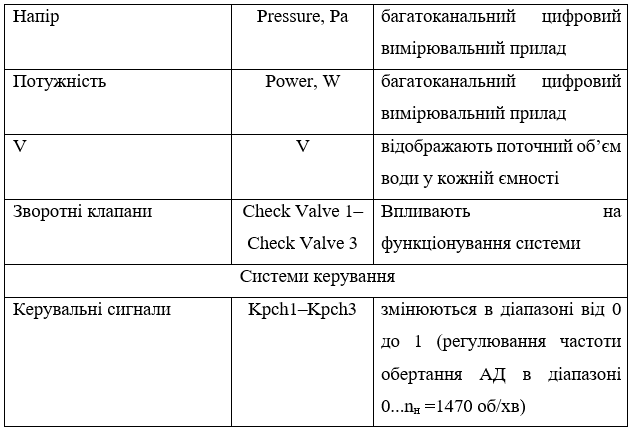 Напір
Pressure, Pa
багатоканальний цифровий
вимірювальний прилад
Потужність
Power, W
багатоканальний цифровий
вимірювальний прилад
V
V
відображають поточний об’єм
води у кожній ємності
Зворотні клапани
Check Valve 1–
Check Valve 3
Впливають на
функціонування системи
Системи керування
Керувальні сигнали
Kpch1–Kpch3
змінюються в діапазоні від 0
до 1 (регулювання частоти
обертання АД в діапазоні
0...nн =1470 об/хв)